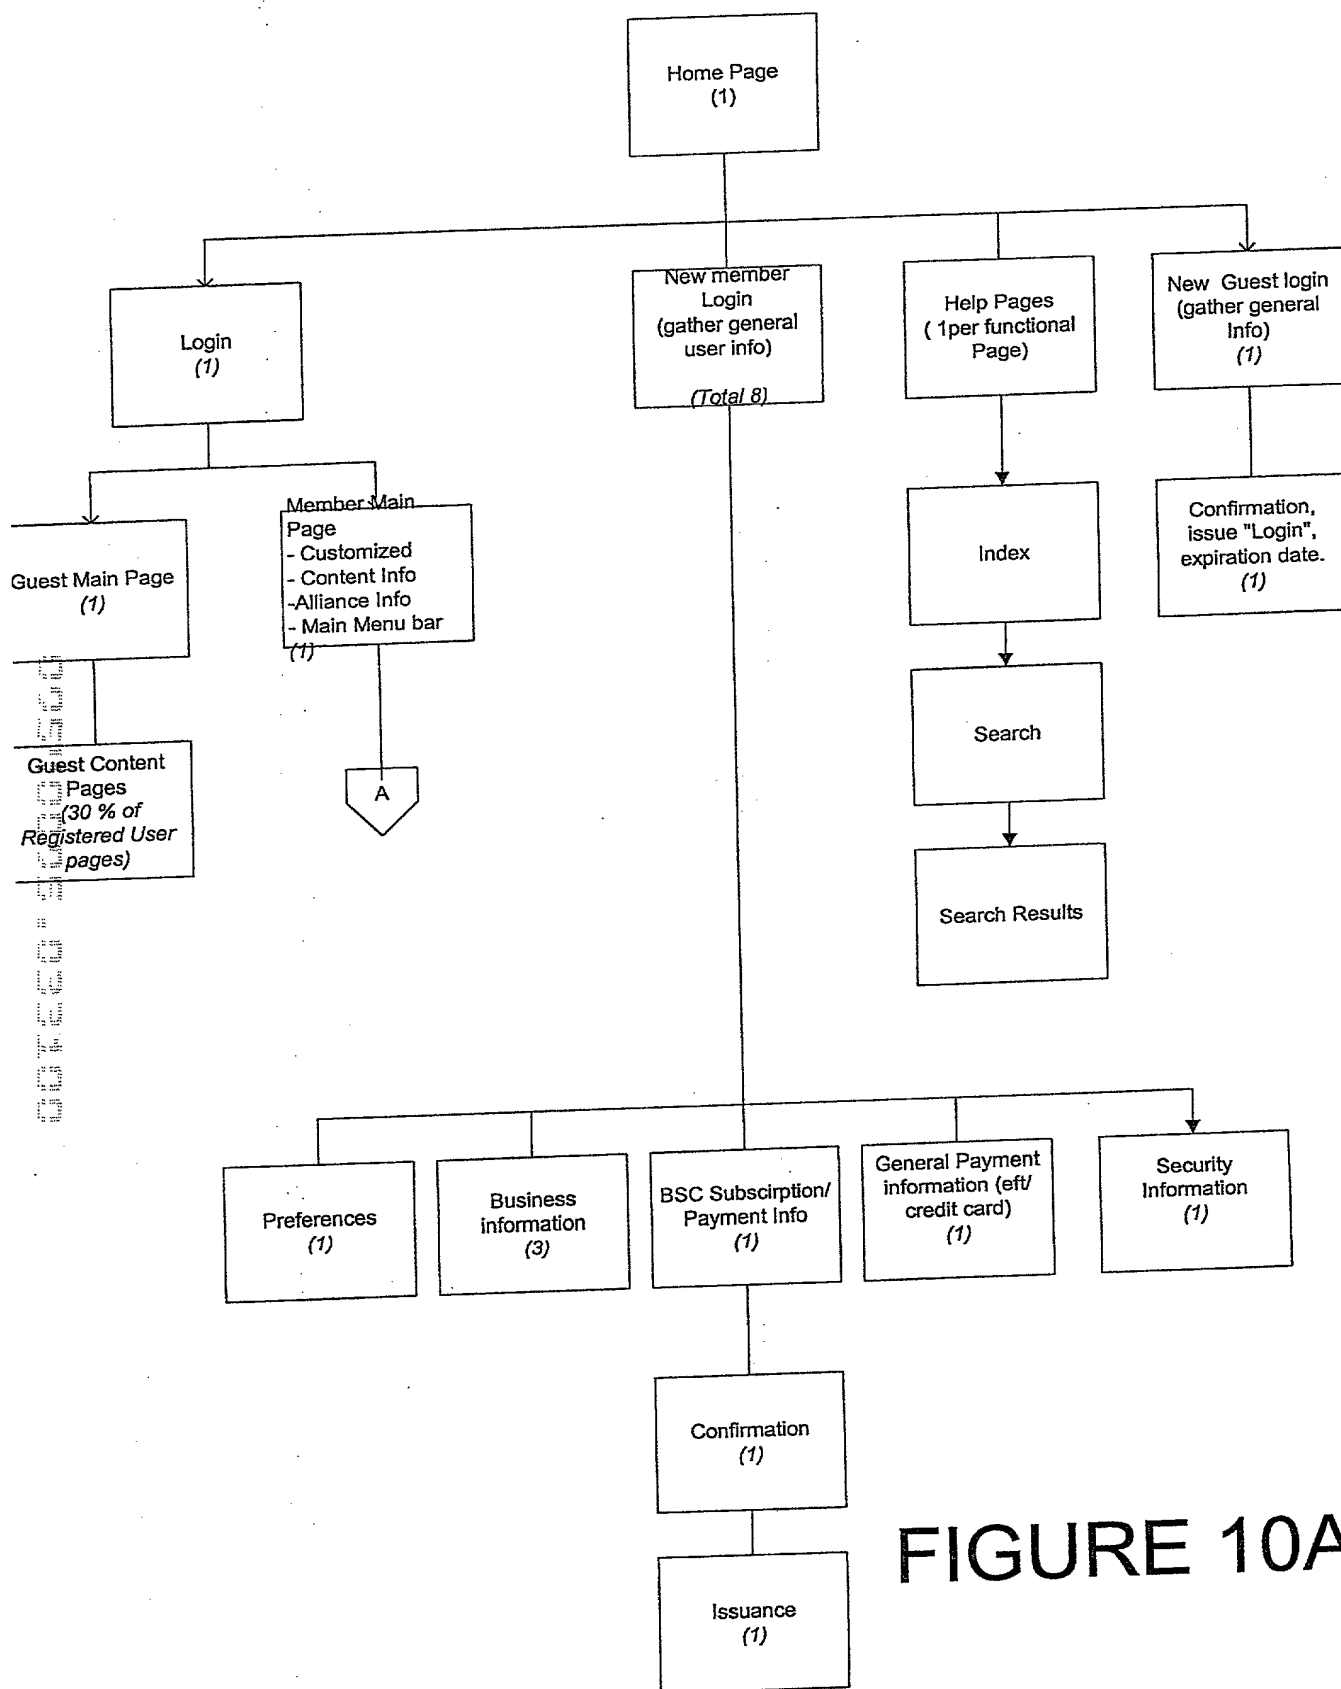 Home Page
(1)
Login
(1)
New member
Login
(gather general
user info)
(Total 8)
Help Pages
( 1per functional
Page)
New Guest login
(gather general
Info)
(1)
Guest Main Page
(1)
Member Main
Page
- Customized
- Content Info
-Alliance Info
- Main Menu bar
(1)
Index
Confirmation,
issue "Login",
expiration date.
(1)
Guest Content
Pages
(30 % of
Registered User
pages)
A
Search
Search Results
Preferences
(1)
Business
information
(3)
BSC Subscirption/
Payment Info
(1)
General Payment
information (eft/
credit card)
(1)
Security
Information
(1)
Confirmation
(1)
Issuance
(1)
FIGURE 10A